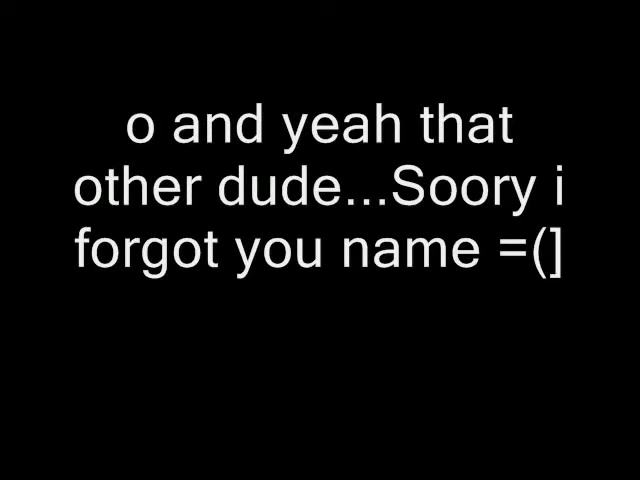 o and yeah that
other dude...Soory i
forgot you name =(]